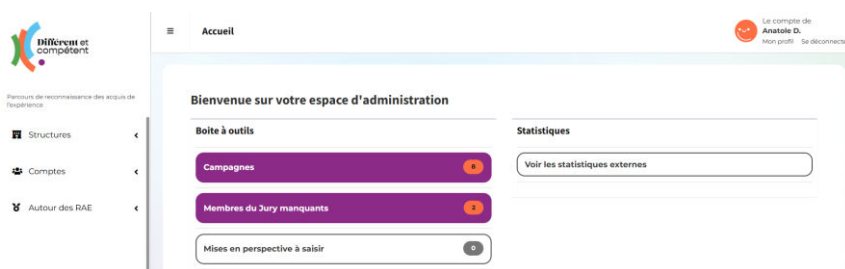 Différent et
compétent
Parcours de reconnaissance des acquis de
l'expérience
Structures
Comptes
Autour des RAE
Accueil
Le compte de
Anatole D.
Mon profil Se déconnecte
Bienvenue sur votre espace d'administration
Boite à outils
Campagnes 6
Membres du Jury manquants 2
Mises en perspective à saisir 0
Statistiques
Voir les statistiques externes